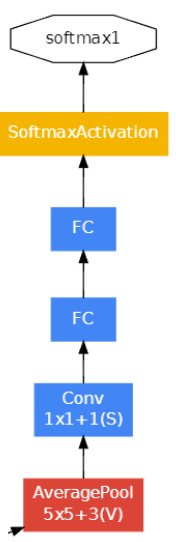 softmax1
SoftmaxActivation
FC
FC
Conv
1x1+1(S)
AveragePool
5x5+3(V)